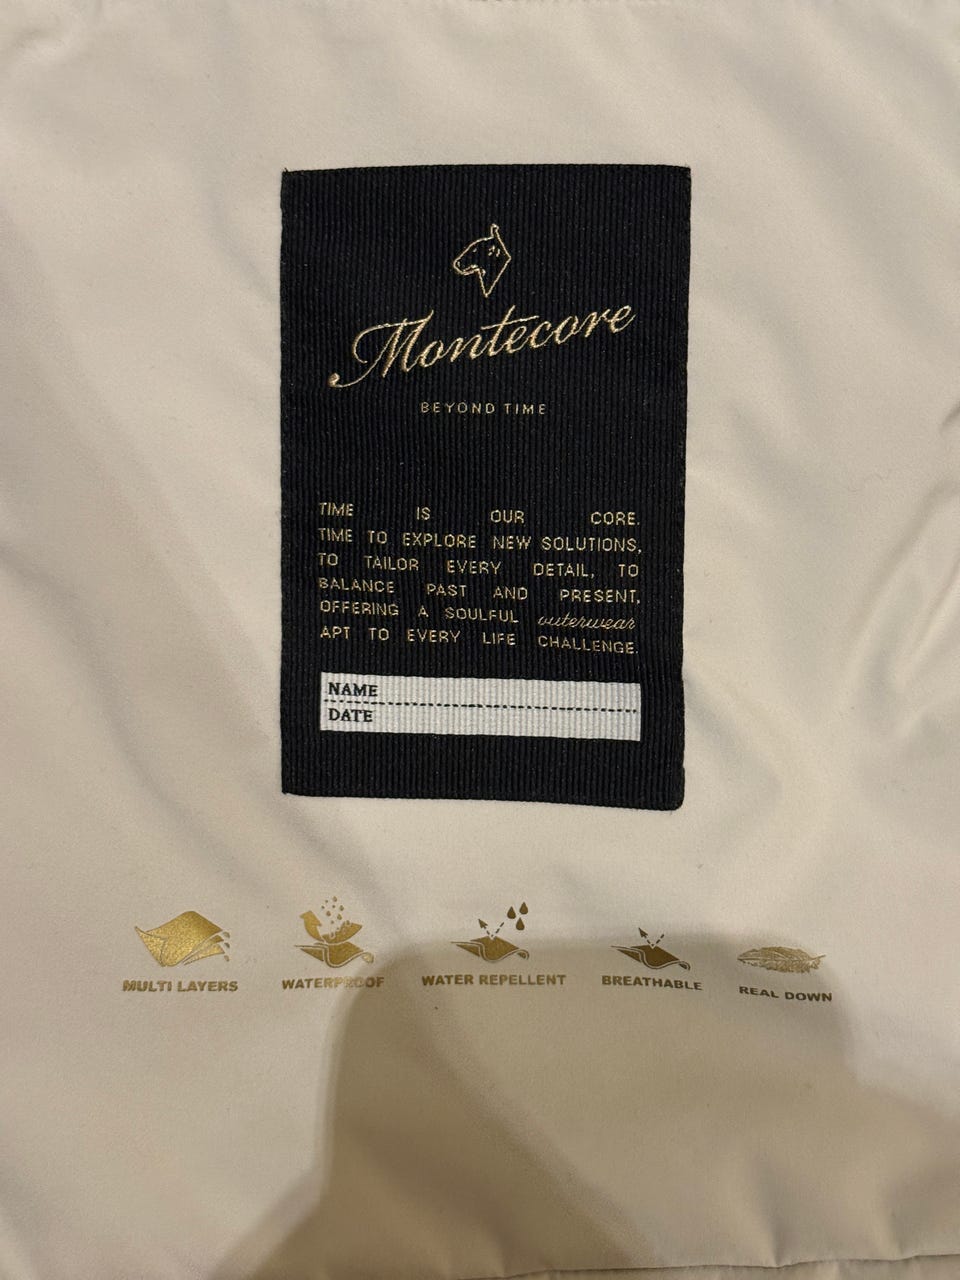 Montecore
BEYOND TIME
TIME IS OUR CORE.
TIME TO EXPLORE NEW SOLUTIONS,
TO TAILOR EVERY DETAIL, TO
BALANCE PAST AND PRESENT,
OFFERING A SOULFUL outerwear
APT TO EVERY LIFE CHALLENGE.
NAME
DATE
MULTI LAYERS WATERPROOF WATER REPELLENT BREATHABLE REAL DOWN